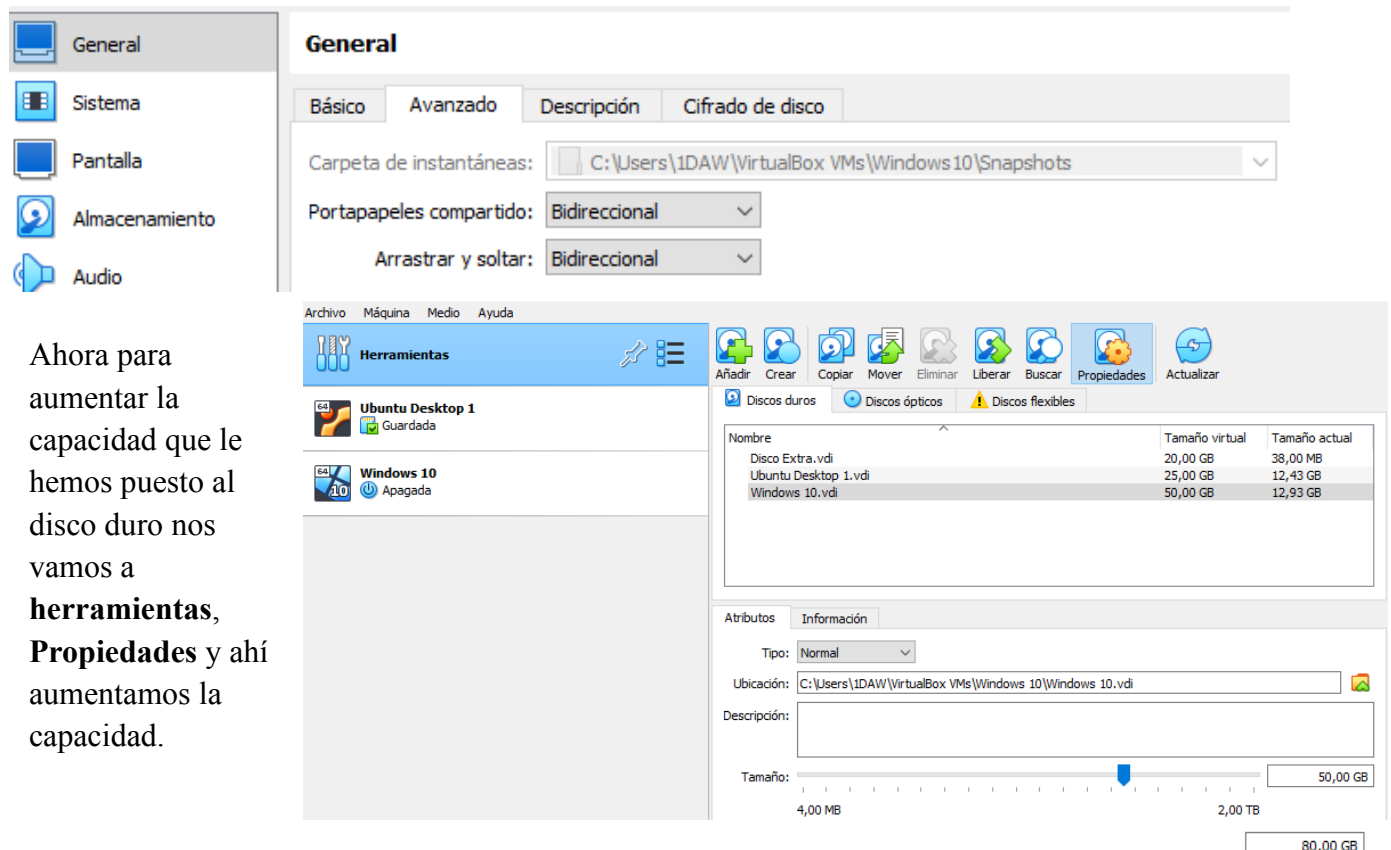 General
General
Sistema
Pantalla
Almacenamiento
Audio
Básico Avanzado Descripción Cifrado de disco
Carpeta de instantáneas: C:\Users\1DAW\VirtualBox VMs\Windows10\Snapshots
Portapapeles compartido: Bidireccional
Arrastrar y soltar: Bidireccional
Ahora para
aumentar la
capacidad que le
hemos puesto al
disco duro nos
vamos a
herramientas,
Propiedades y ahí
aumentamos la
capacidad.
Archivo Máquina Medio Ayuda
Herramientas
64
Ubuntu Desktop 1
Guardada
64
10
Windows 10
Apagada
Añadir Crear Copiar Mover Eliminar Liberar Buscar Propiedades Actualizar
Discos duros Discos ópticos Discos flexibles
Nombre Tamaño virtual Tamaño actual
Disco Extra.vdi 20,00 GB 38,00 MB
Ubuntu Desktop 1.vdi 25,00 GB 12,43 GB
Windows 10.vdi 50,00 GB 12,93 GB
Atributos Información
Tipo: Normal
Ubicación: C:\Users\1DAW\VirtualBox VMs\Windows 10\Windows 10.vdi
Descripción:
Tamaño: 50,00 GB
4,00 MB 2,00 TB
80,00 GB